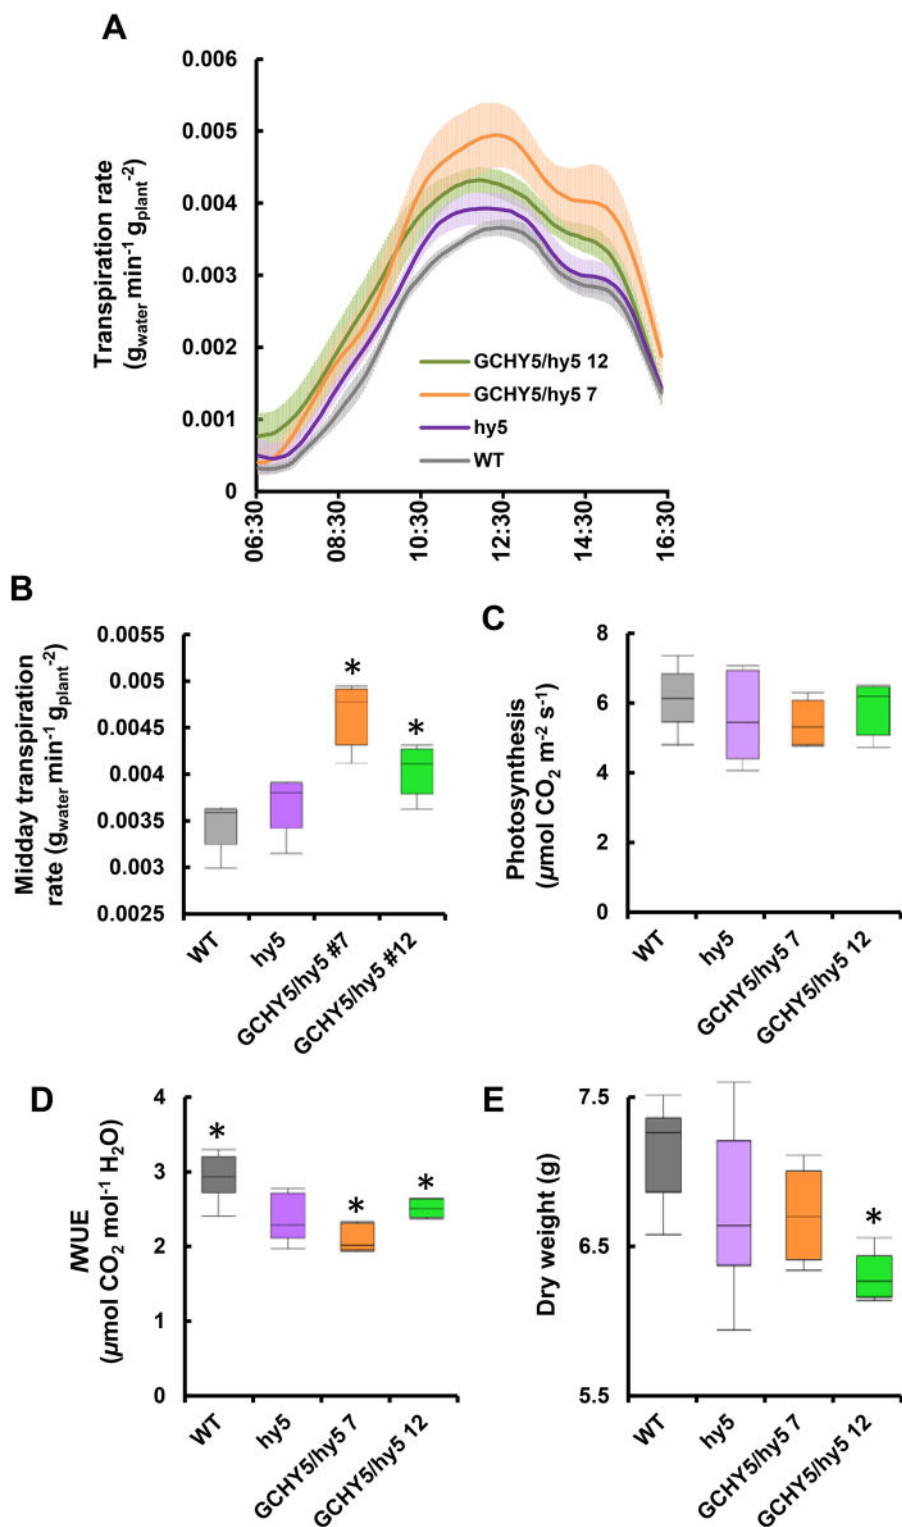 A
Transpiration rate
(gwater min-1 gplant-2)
0.006
0.005
0.004
0.003
0.002
0.001
0
GCHY5/hy5 12
GCHY5/hy5 7
hy5
WT
06:30
08:30
10:30
12:30
14:30
16:30
B
Midday transpiration
rate (gwater min-1 gplant-2)
0.0055
0.005
0.0045
0.004
0.0035
0.003
0.0025
*
*
WT
hy5
GCHY5/hy5 #7
GCHY5/hy5 #12
C
Photosynthesis
(µmol CO2 m-2 s-1)
8
6
4
2
0
WT
hy5
GCHY5/hy5 7
GCHY5/hy5 12
D
iWUE
(µmol CO2 mol-1 H2O)
4
3
2
1
0
*
*
*
WT
hy5
GCHY5/hy5 7
GCHY5/hy5 12
E
Dry weight (g)
7.5
6.5
5.5
*
WT
hy5
GCHY5/hy5 7
GCHY5/hy5 12